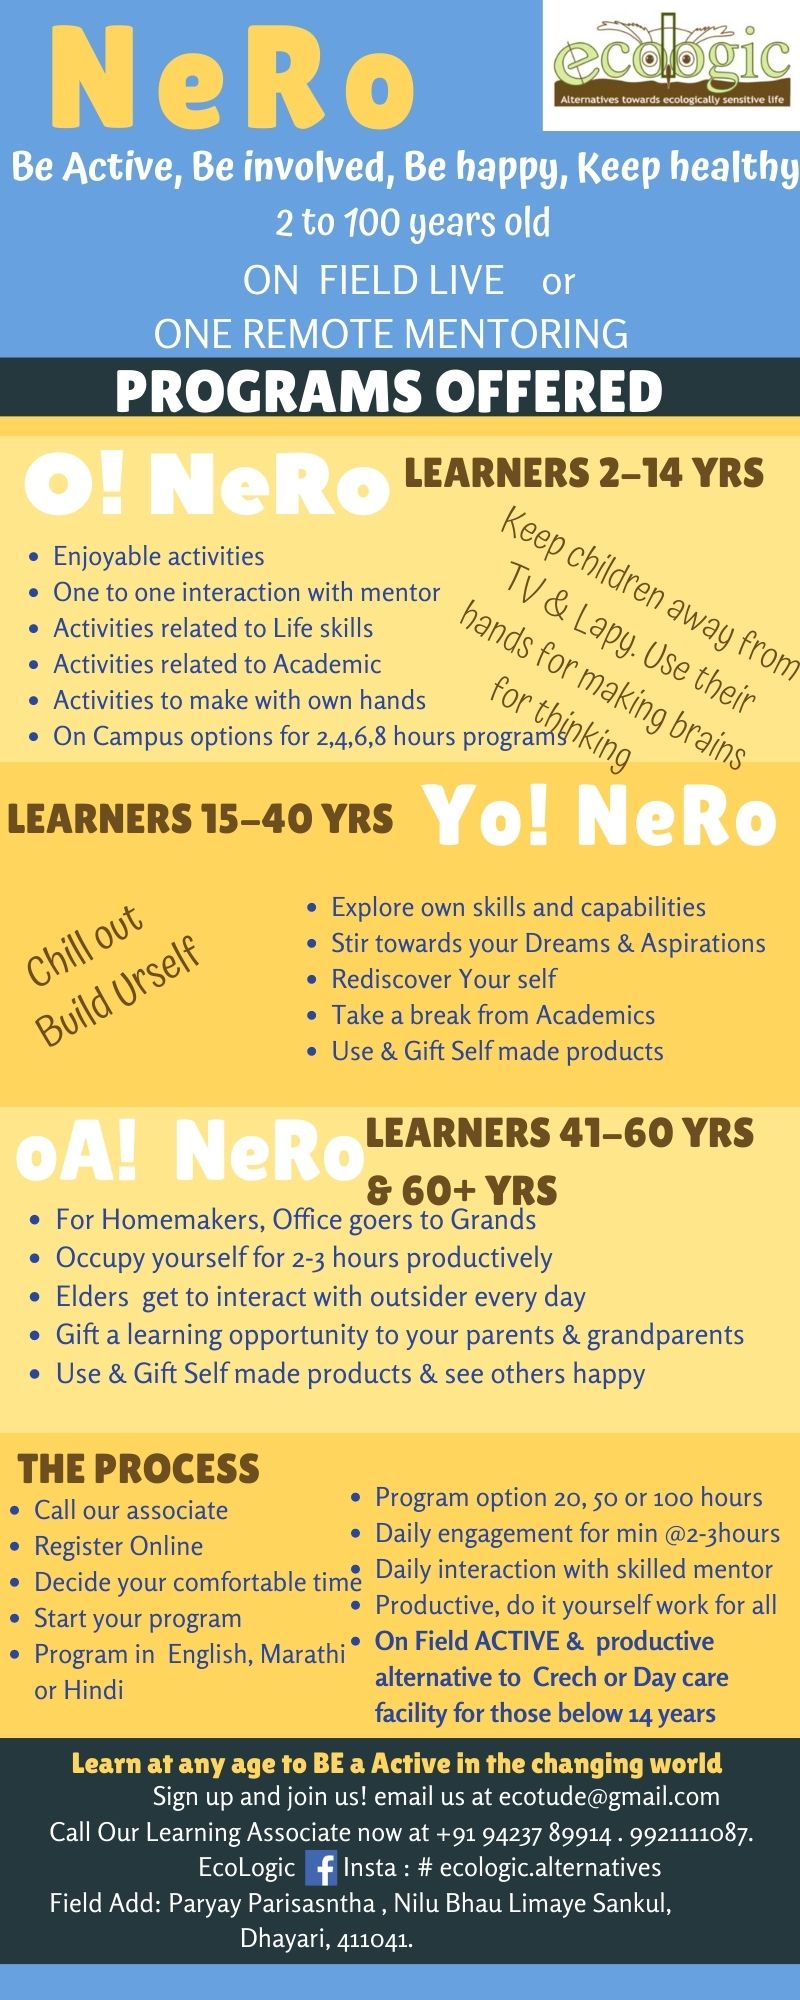 NeRo
ecologic
Alternatives towards ecologically sensitive life
Be Active, Be involved, Be happy, Keep healthy
2 to 100 years old
ON FIELD LIVE or
ONE REMOTE MENTORING
PROGRAMS OFFERED
O! NeRo
LEARNERS 2-14 YRS
Keep children away from
TV & Lapy. Use their
hands for making brains
for thinking
• Enjoyable activities
• One to one interaction with mentor
• Activities related to Life skills
• Activities related to Academic
• Activities to make with own hands
• On Campus options for 2,4,6,8 hours programs
LEARNERS 15-40 YRS
Yo! NeRo
Chill out
Build Urself
• Explore own skills and capabilities
• Stir towards your Dreams & Aspirations
• Rediscover Your self
• Take a break from Academics
• Use & Gift Self made products
oA! NeRo
LEARNERS 41-60 YRS
& 60+ YRS
• For Homemakers, Office goers to Grands
• Occupy yourself for 2-3 hours productively
• Elders get to interact with outsider every day
• Gift a learning opportunity to your parents & grandparents
• Use & Gift Self made products & see others happy
THE PROCESS
• Call our associate
• Register Online
• Decide your comfortable time
• Start your program
• Program in English, Marathi
or Hindi
• Program option 20, 50 or 100 hours
• Daily engagement for min @2-3hours
• Daily interaction with skilled mentor
• Productive, do it yourself work for all
• On Field ACTIVE & productive
alternative to Crech or Day care
facility for those below 14 years
Learn at any age to BE a Active in the changing world
Sign up and join us! email us at ecotude@gmail.com
Call Our Learning Associate now at +91 94237 89914 . 9921111087.
EcoLogic f Insta : # ecologic.alternatives
Field Add: Paryay Parisasntha , Nilu Bhau Limaye Sankul,
Dhayari, 411041.